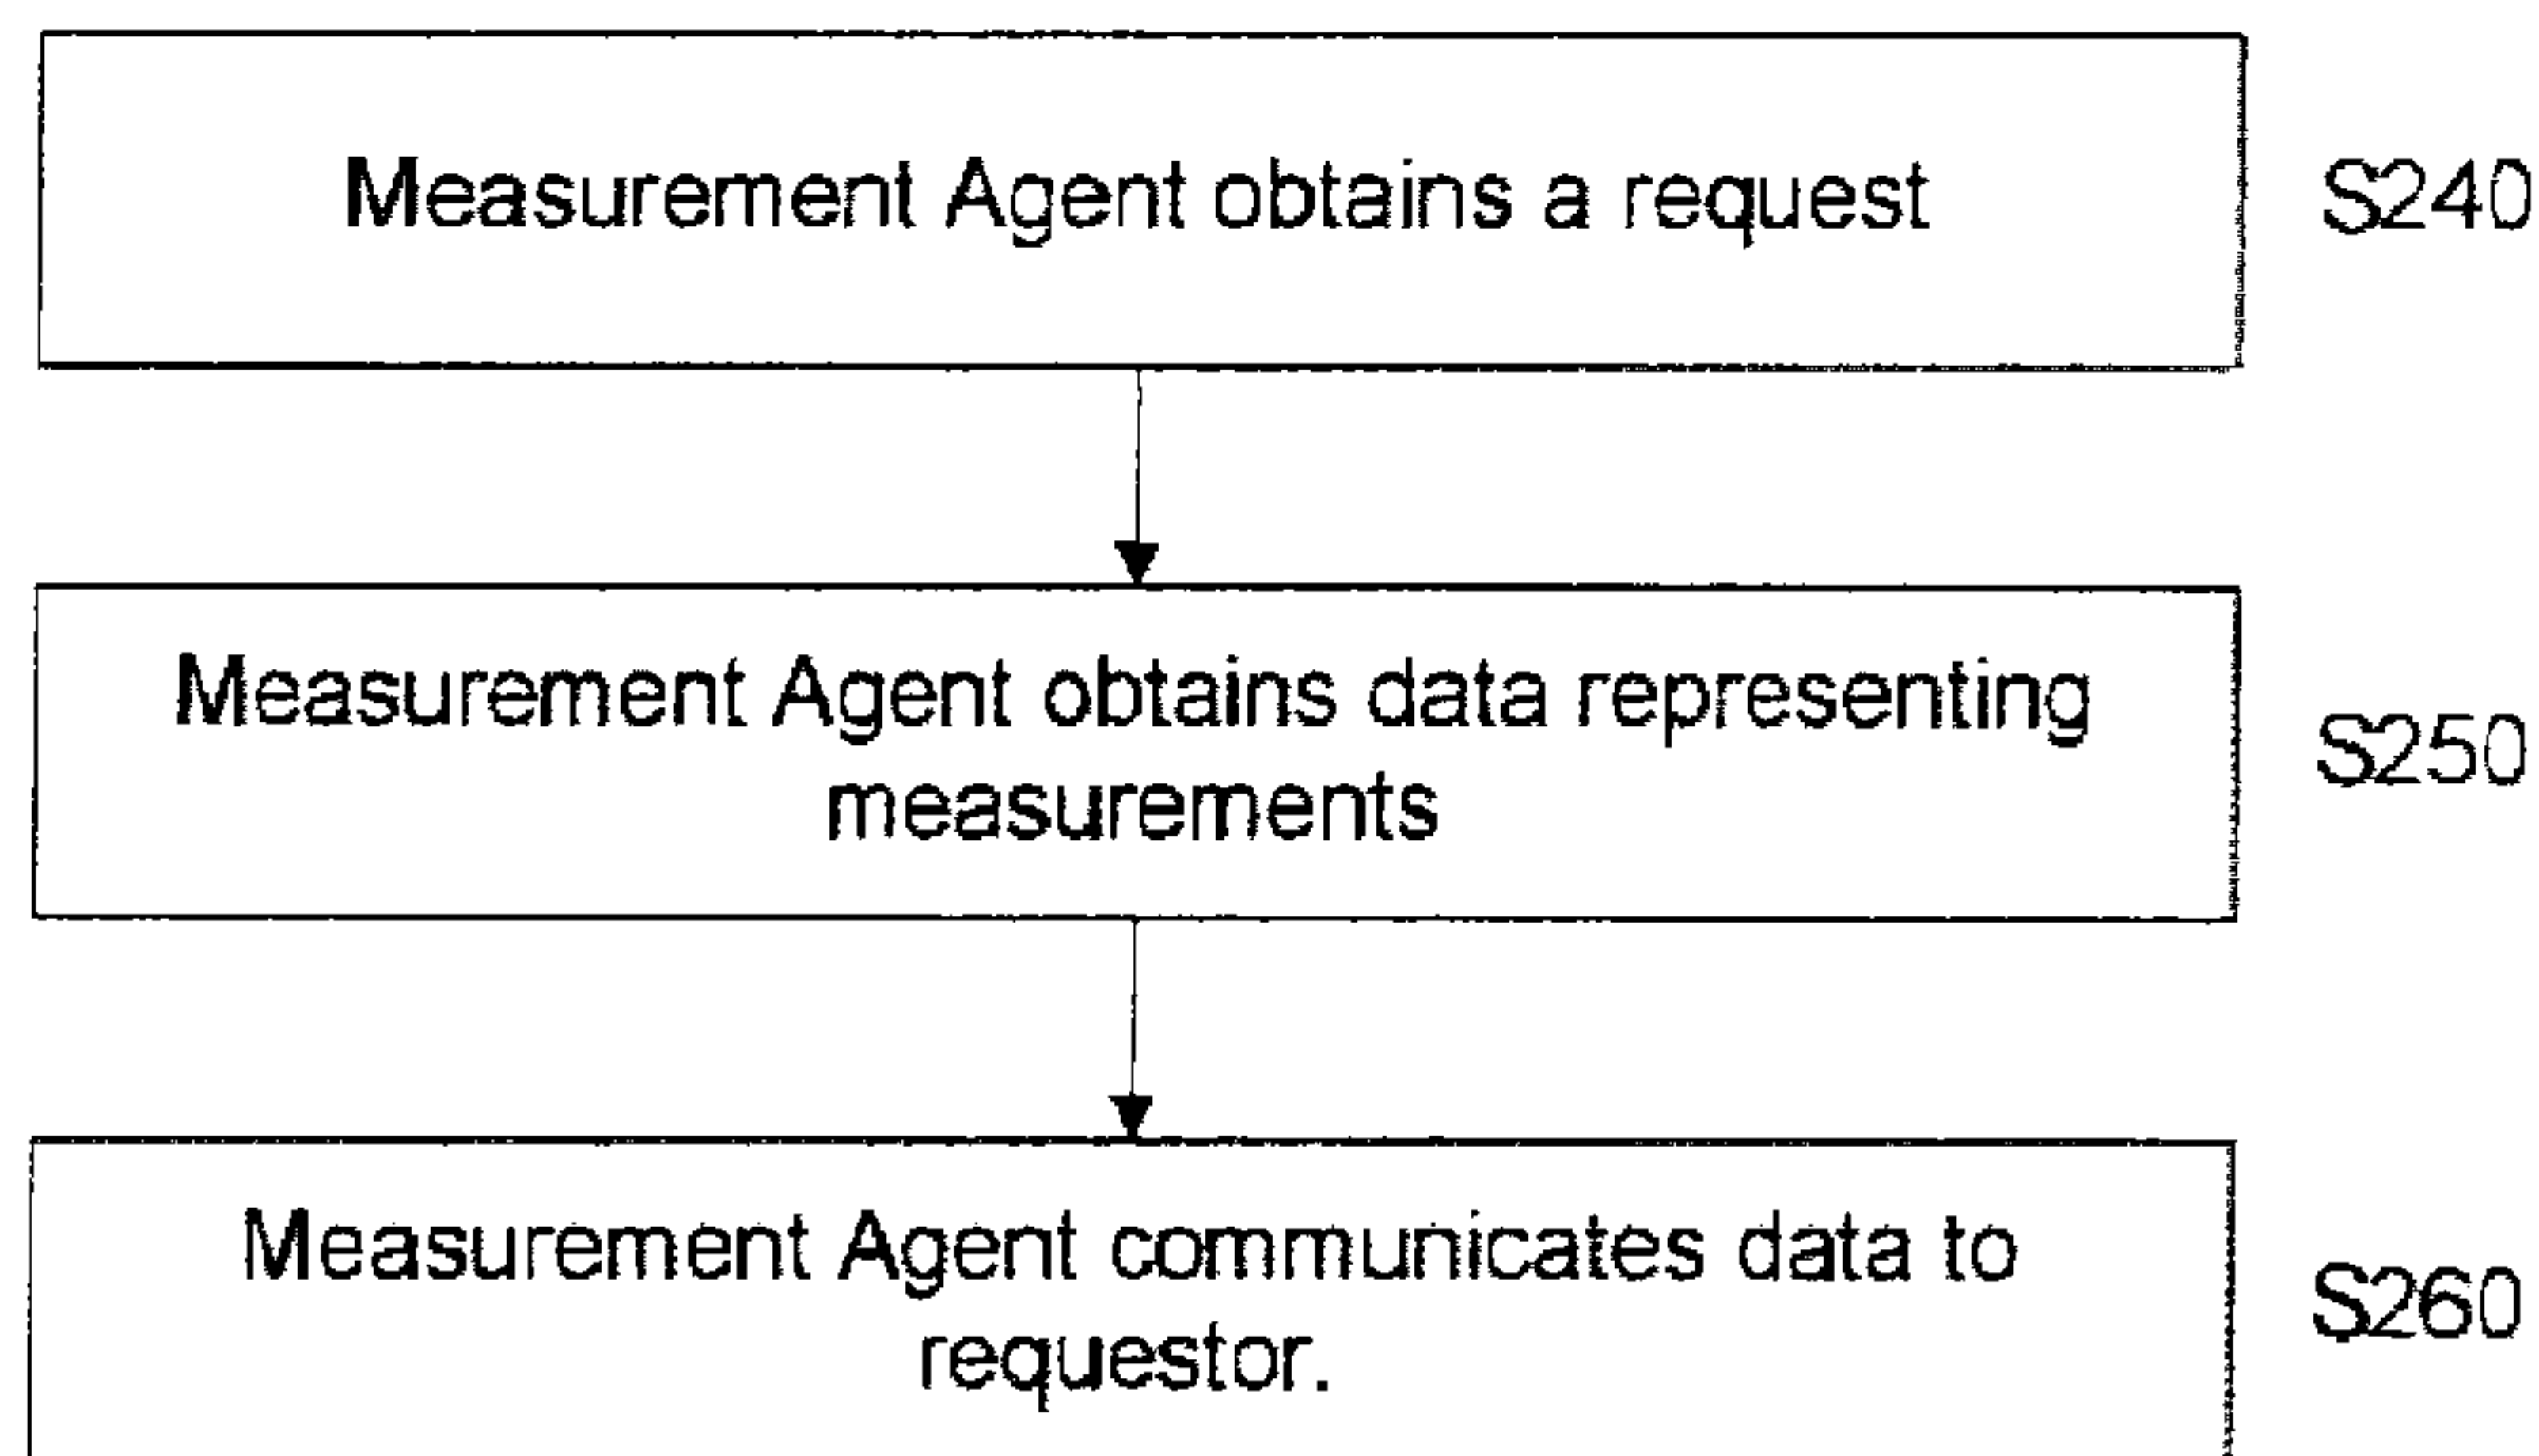 Measurement Agent obtains a request
S240
Measurement Agent obtains data representing
measurements
S250
Measurement Agent communicates data to
requestor.
S260